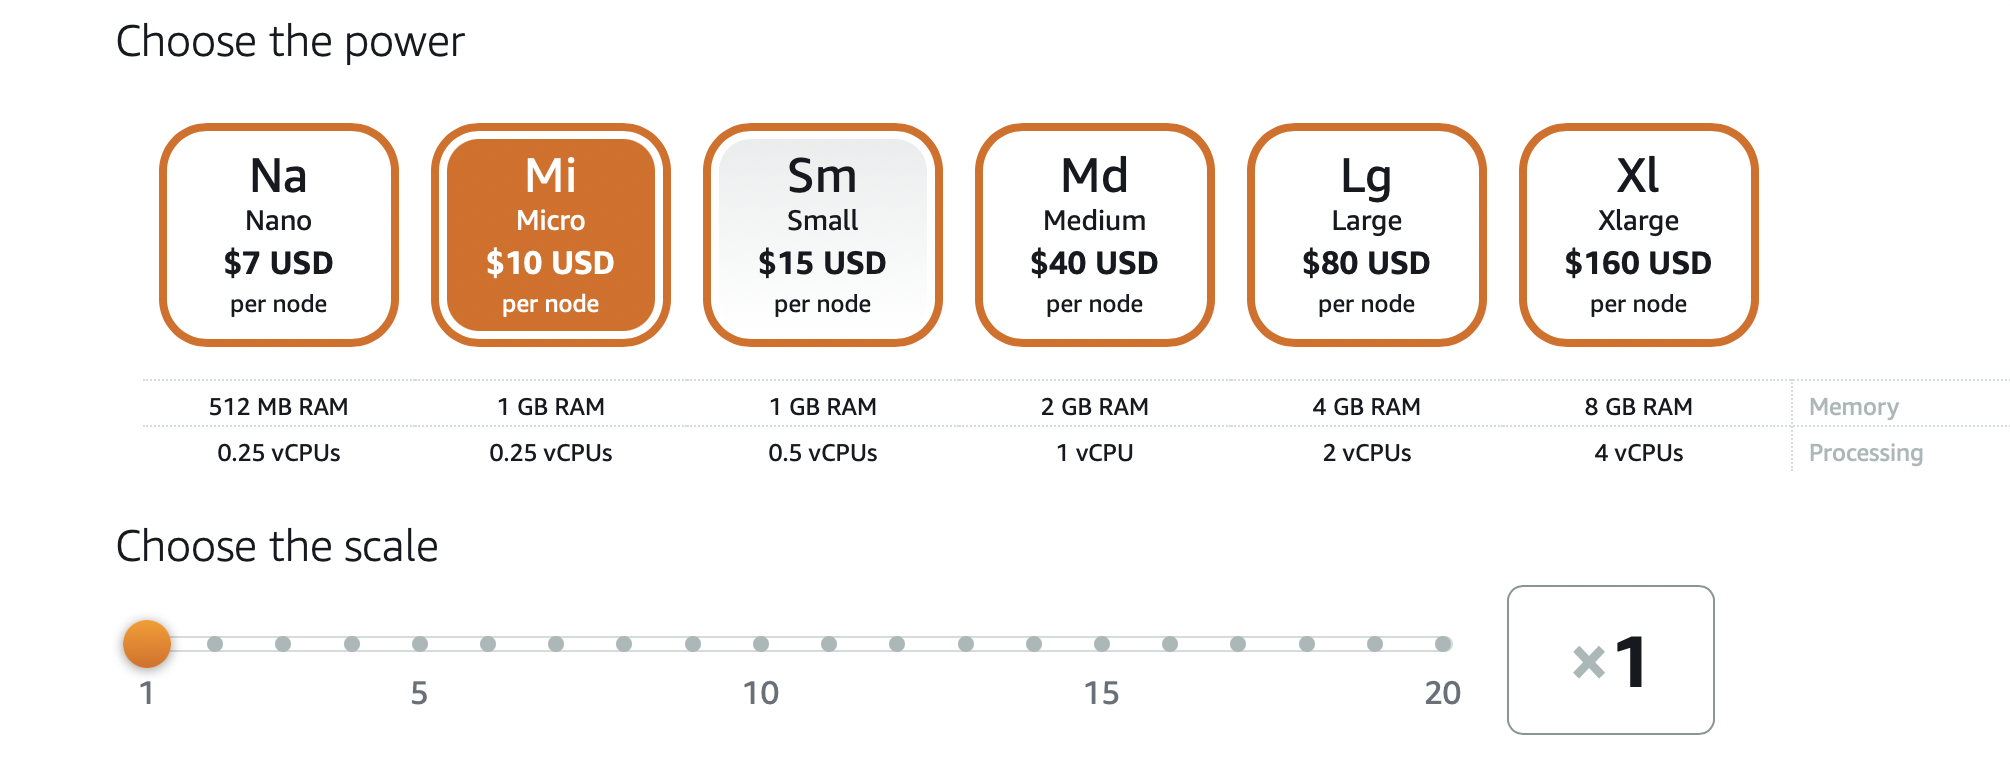 Choose the power
Na
Nano
$7 USD
per node
Mi
Micro
$10 USD
per node
Sm
Small
$15 USD
per node
Md
Medium
$40 USD
per node
Lg
Large
$80 USD
per node
Xl
Xlarge
$160 USD
per node
512 MB RAM 1 GB RAM 1 GB RAM 2 GB RAM 4 GB RAM 8 GB RAM Memory
0.25 vCPUs 0.25 vCPUs 0.5 vCPUs 1 vCPU 2 vCPUs 4 vCPUs Processing
Choose the scale
×1
1 5 10 15 20